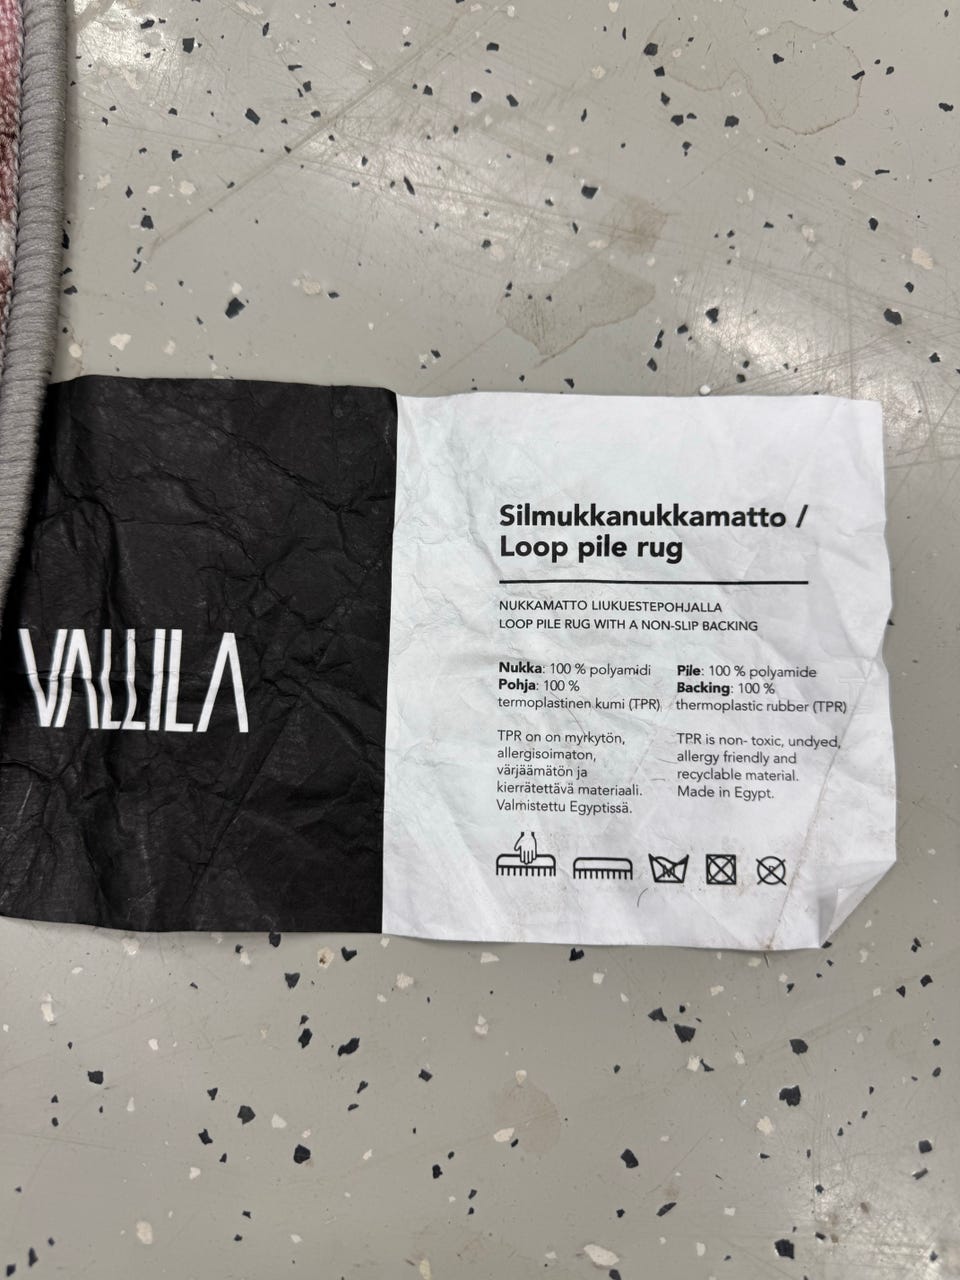 VALLILA
Silmukkanukkamatto /
Loop pile rug
NUKKAMATTO LIUKUESTEPOHJALLA
LOOP PILE RUG WITH A NON-SLIP BACKING
Nukka: 100 % polyamidi
Pohja: 100 %
termoplastinen kumi (TPR)
Pile: 100 % polyamide
Backing: 100 %
thermoplastic rubber (TPR)
TPR on on myrkytön,
allergisoimaton,
värjäämätön ja
kierrätettävä materiaali.
Valmistettu Egyptissä.
TPR is non- toxic, undyed,
allergy friendly and
recyclable material.
Made in Egypt.